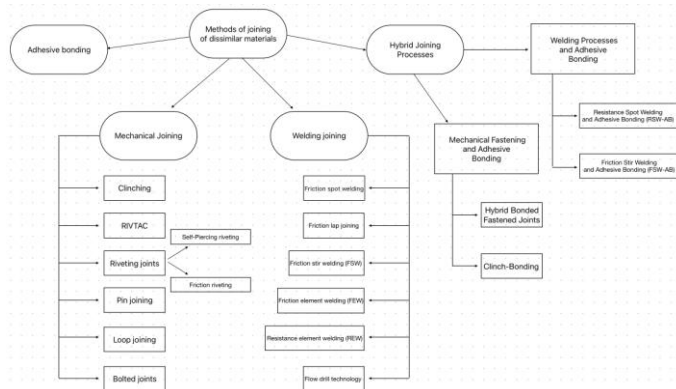 Methods of joining
of dissimilar materials
Adhesive bonding
Hybrid Joining
Processes
Welding Processes
and Adhesive
Bonding
Resistance Spot Welding
and Adhesive Bonding (RSW-AB)
Friction Stir Welding
and Adhesive Bonding (FSW-AB)
Mechanical Fastening
and Adhesive
Bonding
Hybrid Bonded
Fastened Joints
Clinch-Bonding
Mechanical Joining
Clinching
RIVTAC
Riveting joints
Self-Piercing riveting
Friction riveting
Pin joining
Loop joining
Bolted joints
Welding joining
Friction spot welding
Friction lap joining
Friction stir welding (FSW)
Friction element welding (FEW)
Resistance element welding (REW)
Flow drill technology